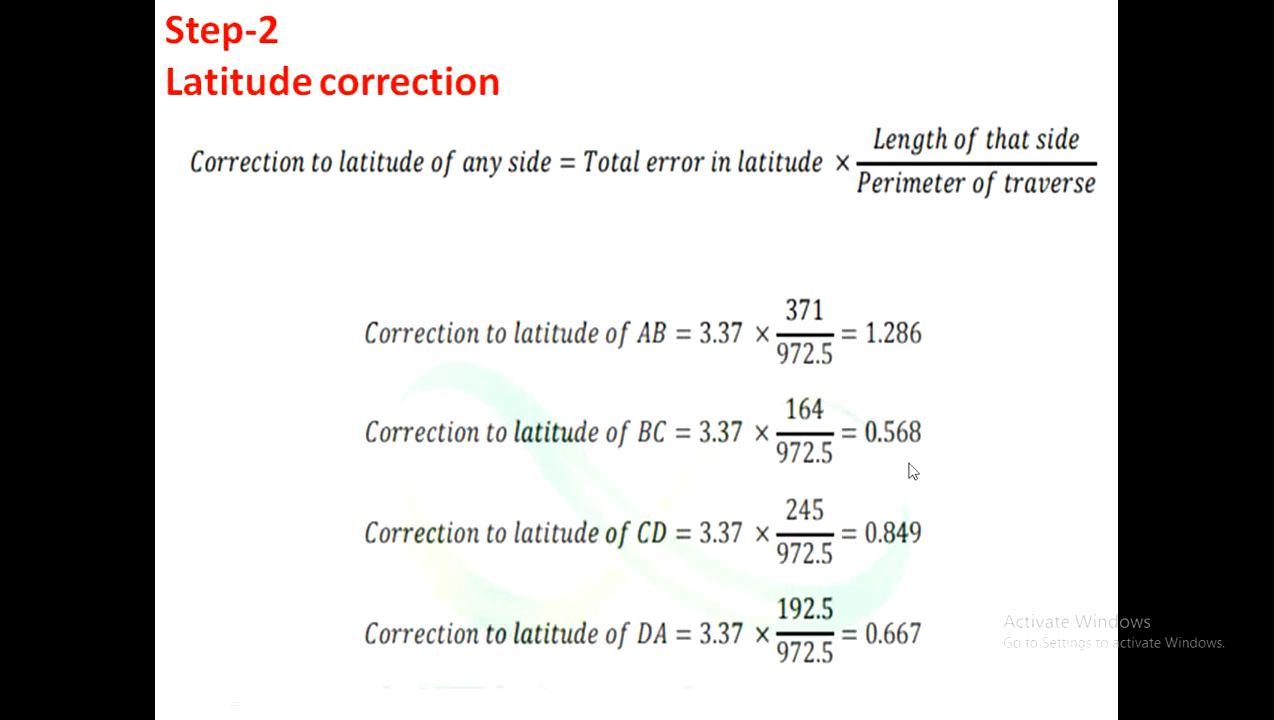 Step-2
Latitude correction
Correction to latitude of any side = Total error in latitude × Length of that side / Perimeter of traverse
Correction to latitude of AB = 3.37 × 371 / 972.5 = 1.286
Correction to latitude of BC = 3.37 × 164 / 972.5 = 0.568
Correction to latitude of CD = 3.37 × 245 / 972.5 = 0.849
Correction to latitude of DA = 3.37 × 192.5 / 972.5 = 0.667
Activate Windows
Go to Settings to activate Windows.